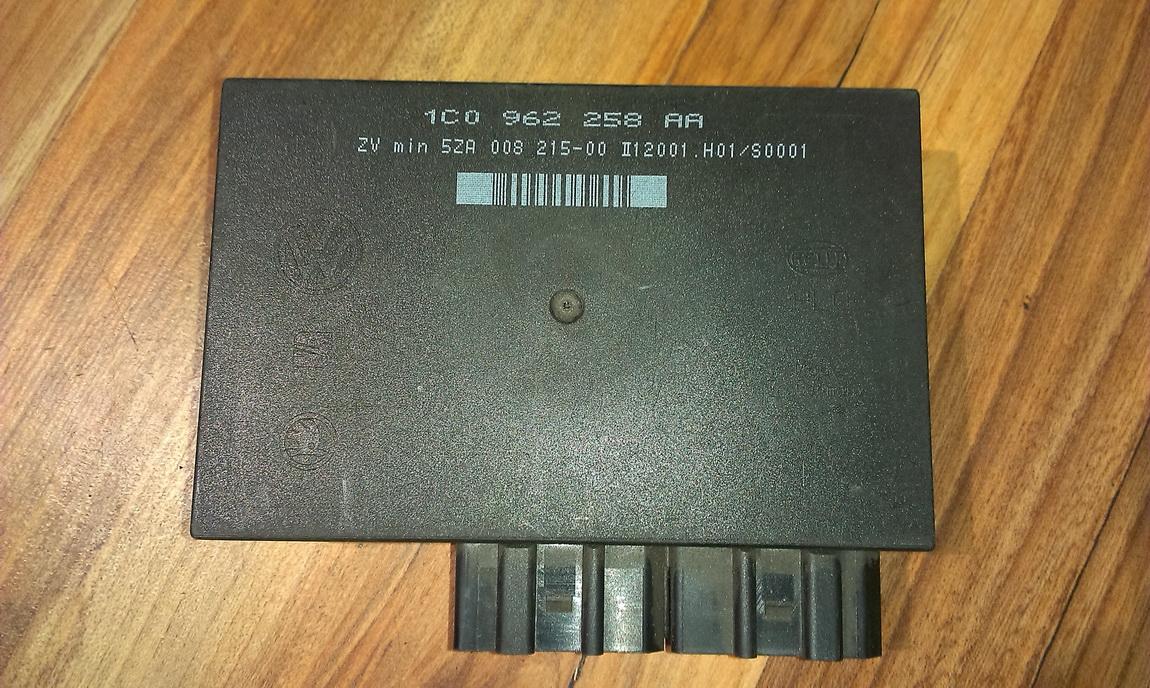 1C0 962 258 AA
ZV min 5ZA 008 215-00 II12001.H01/S0001